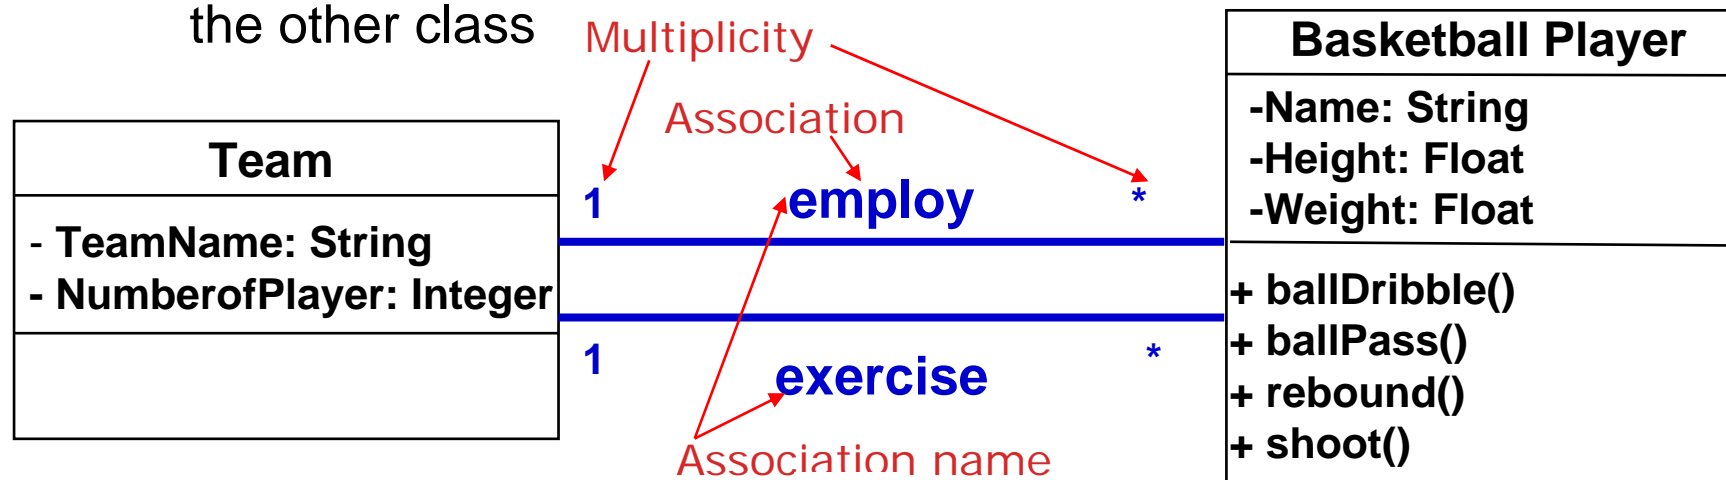 the other class
Multiplicity
Association
Team
- TeamName: String
- NumberofPlayer: Integer
1
employ
*
1
exercise
*
Association name
Basketball Player
-Name: String
-Height: Float
-Weight: Float
+ ballDribble()
+ ballPass()
+ rebound()
+ shoot()